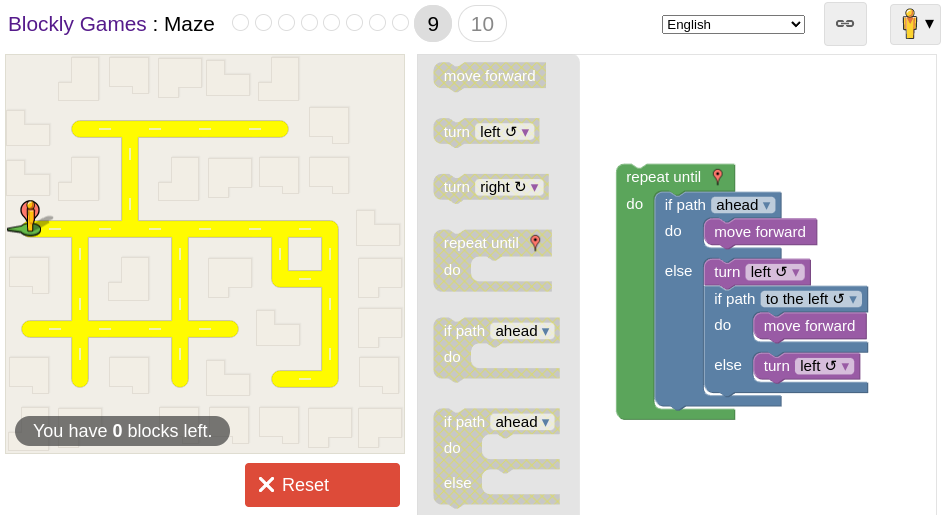 Blockly Games : Maze
9
10
English
You have 0 blocks left.
Reset
move forward
turn left ↺ ▾
turn right ↻ ▾
repeat until
do
if path ahead ▾
do
if path ahead ▾
do
else
repeat until
do
if path ahead ▾
do
move forward
else
turn left ↺ ▾
if path to the left ↺ ▾
do
move forward
else
turn left ↺ ▾